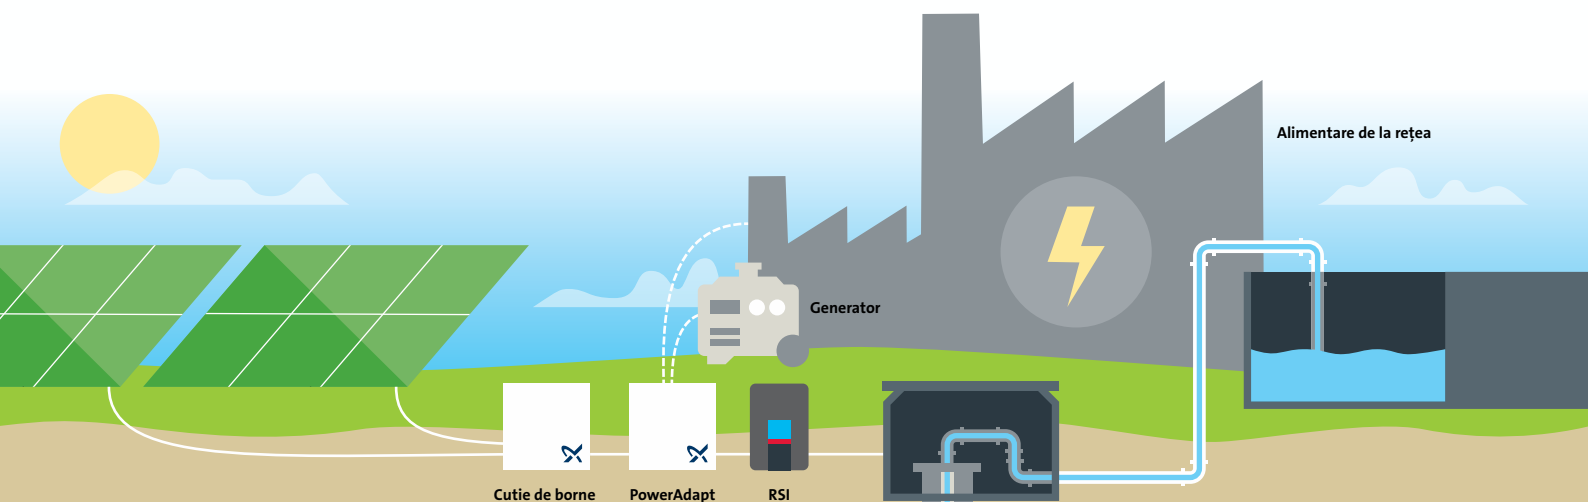 Alimentare de la rețea
Generator
Cutie de borne
PowerAdapt
RSI